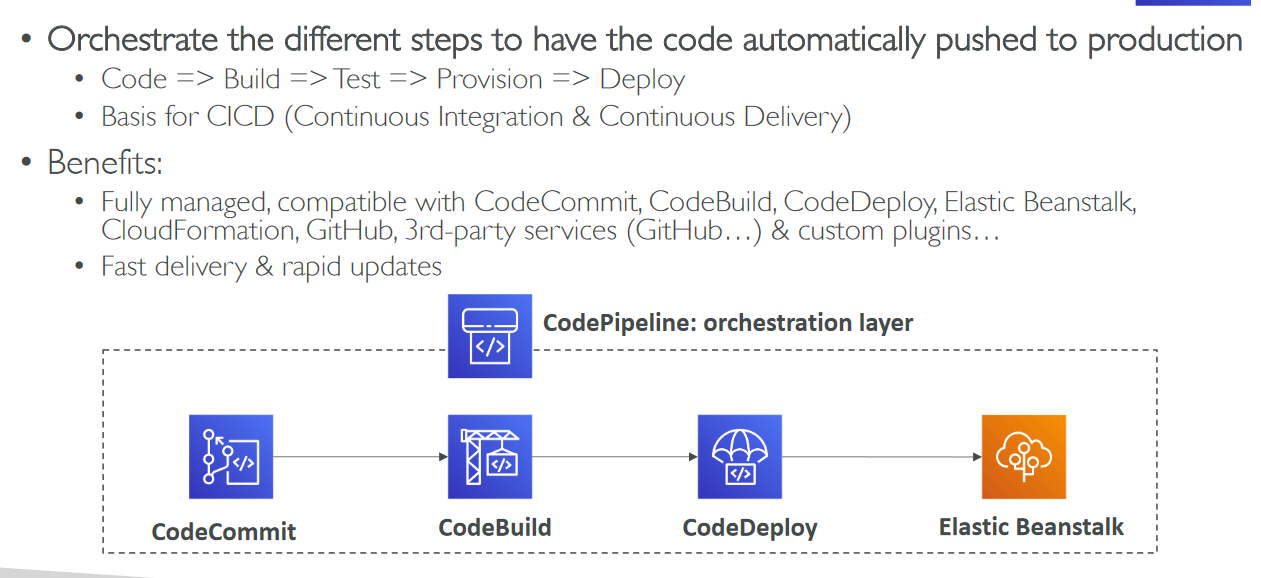 • Orchestrate the different steps to have the code automatically pushed to production
• Code => Build => Test => Provision => Deploy
• Basis for CICD (Continuous Integration & Continuous Delivery)
• Benefits:
• Fully managed, compatible with CodeCommit, CodeBuild, CodeDeploy, Elastic Beanstalk,
CloudFormation, GitHub, 3rd-party services (GitHub…) & custom plugins…
• Fast delivery & rapid updates
CodePipeline: orchestration layer
CodeCommit
CodeBuild
CodeDeploy
Elastic Beanstalk